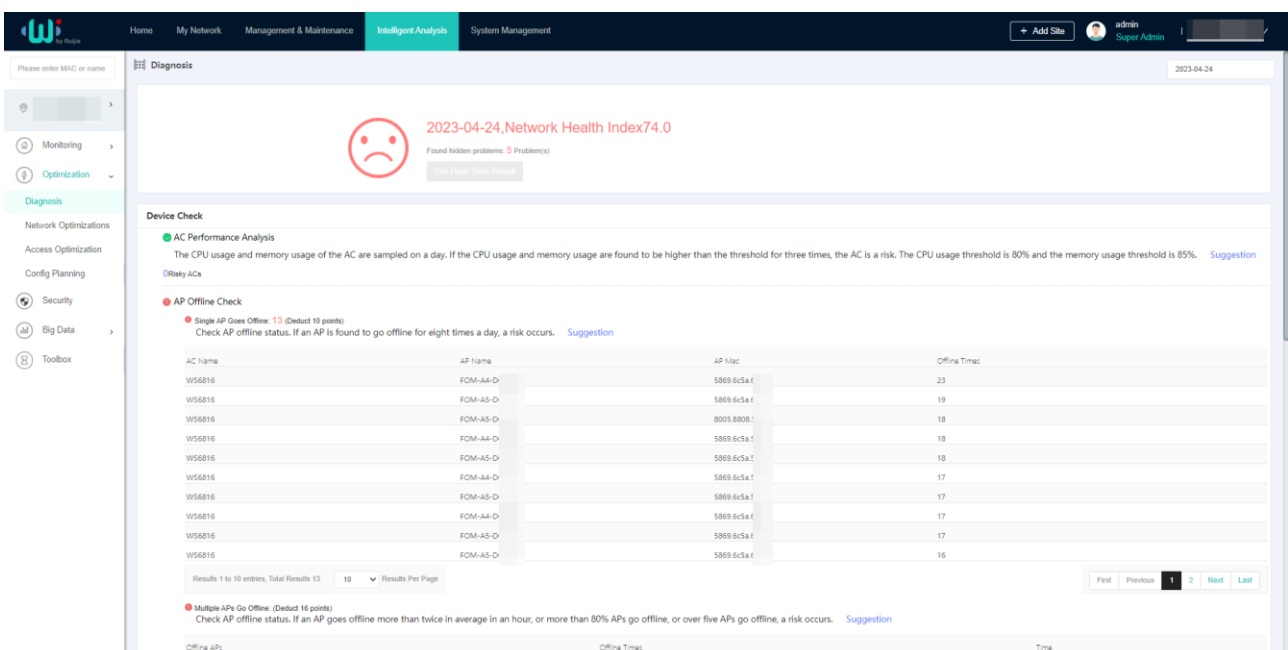 Wi by Ruijie
Home My Network Management & Maintenance Intelligent Analysis System Management + Add Site admin
Super Admin
Please enter MAC or name
Diagnosis
2023-04-24
2023-04-24,Network Health Index74.0
Found hidden problems: 5 Problem(s)
Get Real-Time Result
Monitoring
Optimization
Diagnosis
Network Optimizations
Access Optimization
Config Planning
Security
Big Data
Toolbox
Device Check
AC Performance Analysis
The CPU usage and memory usage of the AC are sampled on a day. If the CPU usage and memory usage are found to be higher than the threshold for three times, the AC is a risk. The CPU usage threshold is 80% and the memory usage threshold is 85%. Suggestion
0Risky ACs
AP Offline Check
Single AP Goes Offline: 13 (Deduct 10 points)
Check AP offline status. If an AP is found to go offline for eight times a day, a risk occurs. Suggestion
AC Name AP Name AP Mac Offline Times
WS6816 FOM-A4-D 5869.6c5a. 23
WS6816 FOM-A5-D 5869.6c5a. 19
WS6816 FOM-A5-D 8005.8808. 18
WS6816 FOM-A4-D 5869.6c5a. 18
WS6816 FOM-A5-D 5869.6c5a. 18
WS6816 FOM-A4-D 5869.6c5a. 17
WS6816 FOM-A5-D 5869.6c5a. 17
WS6816 FOM-A4-D 5869.6c5a. 17
WS6816 FOM-A5-D 5869.6c5a. 17
WS6816 FOM-A5-D 5869.6c5a. 16
Results 1 to 10 entries, Total Results 13 10 Results Per Page First Previous 1 2 Next Last
Multiple APs Go Offline: (Deduct 16 points)
Check AP offline status. If an AP goes offline more than twice in average in an hour, or more than 80% APs go offline, or over five APs go offline, a risk occurs. Suggestion
Offline APs Offline Times Time